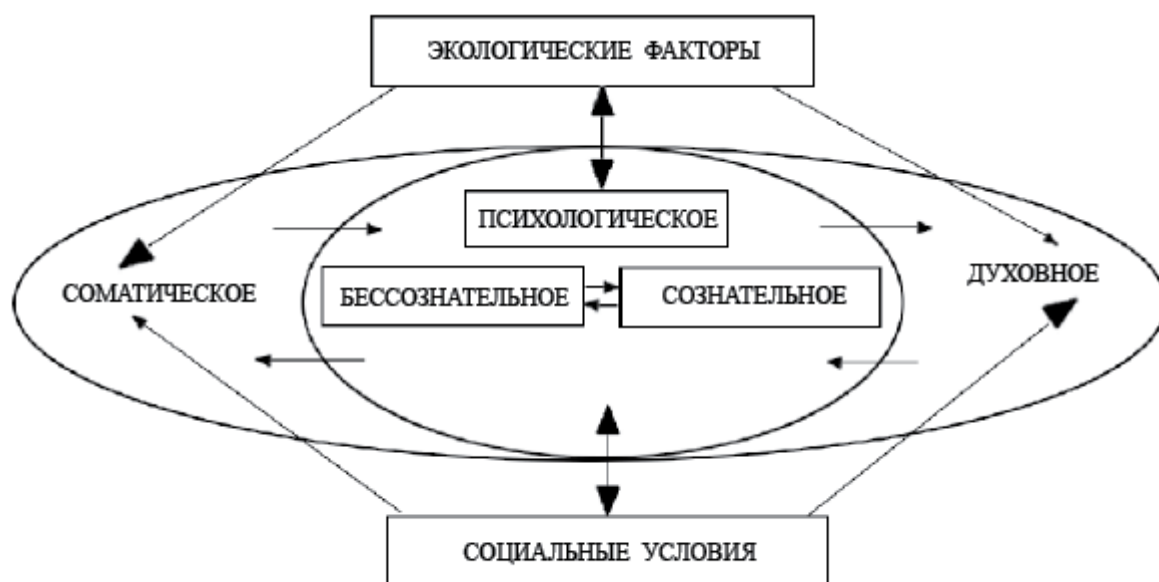 ЭКОЛОГИЧЕСКИЕ ФАКТОРЫ
ПСИХОЛОГИЧЕСКОЕ
СОМАТИЧЕСКОЕ
БЕССОЗНАТЕЛЬНОЕ
СОЗНАТЕЛЬНОЕ
ДУХОВНОЕ
СОЦИАЛЬНЫЕ УСЛОВИЯ